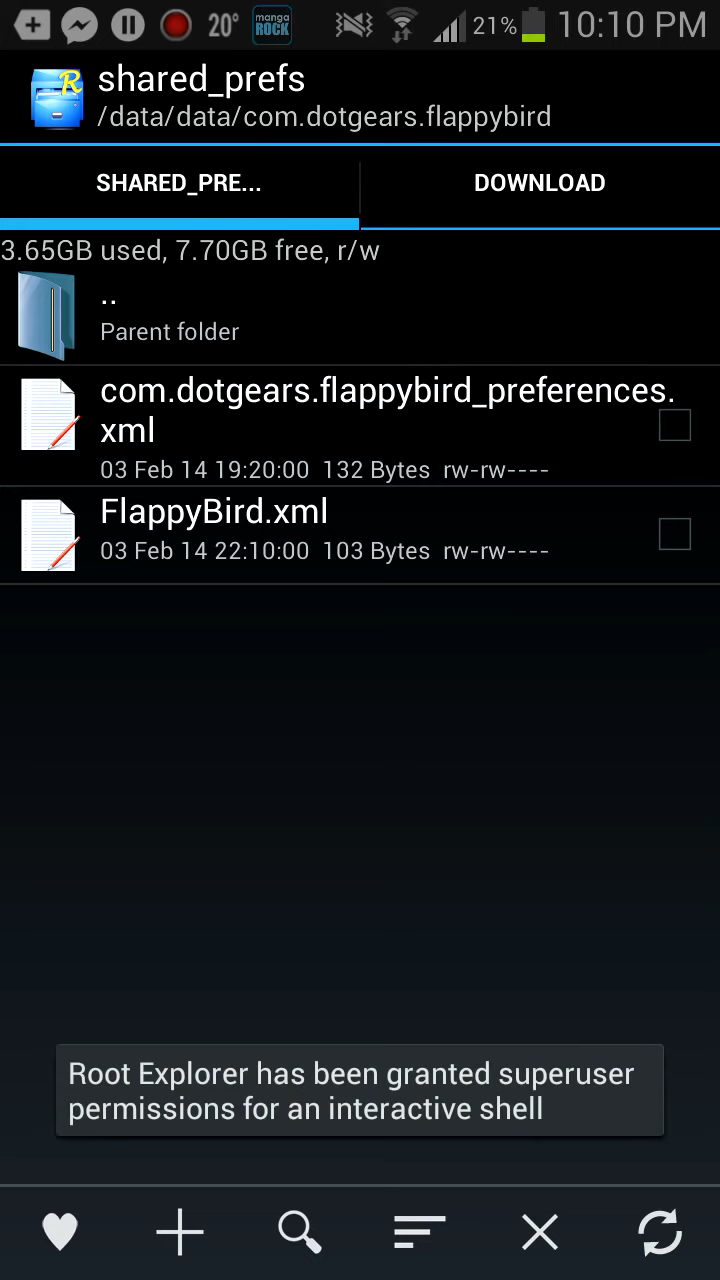 20°
manga
ROCK
21%
10:10 PM
R
shared_prefs
/data/data/com.dotgears.flappybird
SHARED_PRE...
DOWNLOAD
3.65GB used, 7.70GB free, r/w
..
Parent folder
com.dotgears.flappybird_preferences.
xml
03 Feb 14 19:20:00 132 Bytes rw-rw----
FlappyBird.xml
03 Feb 14 22:10:00 103 Bytes rw-rw----
Root Explorer has been granted superuser
permissions for an interactive shell